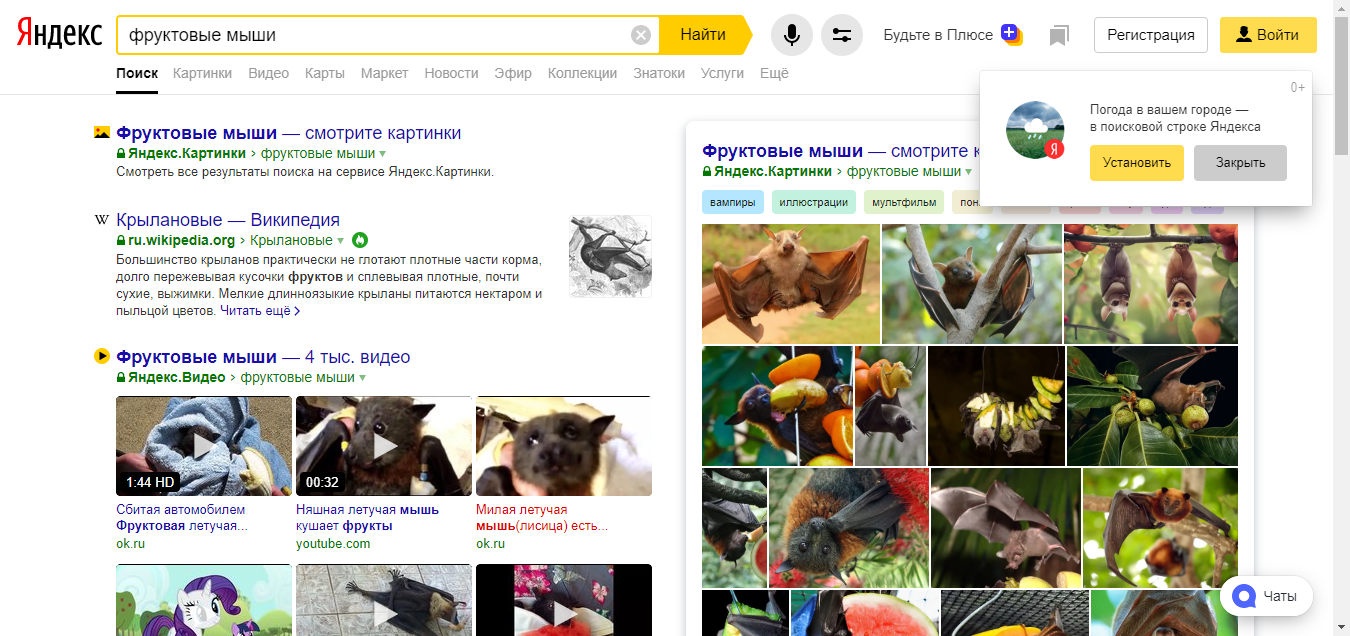 Яндекс
фруктовые мыши
Найти
Будьте в Плюсе
Регистрация
Войти
Поиск Картинки Видео Карты Маркет Новости Эфир Коллекции Знатоки Услуги Ещё
0+
Погода в вашем городе —
в поисковой строке Яндекса
Я
Установить
Закрыть
Фруктовые мыши — смотрите картинки
Яндекс.Картинки › фруктовые мыши
Смотреть все результаты поиска на сервисе Яндекс.Картинки.
W
Крылановые — Википедия
ru.wikipedia.org › Крылановые
Большинство крыланов практически не глотают плотные части корма,
долго пережевывая кусочки фруктов и сплевывая плотные, почти
сухие, выжимки. Мелкие длинноязыкие крыланы питаются нектаром и
пыльцой цветов. Читать ещё >
Фруктовые мыши — 4 тыс. видео
Яндекс.Видео › фруктовые мыши
1:44 HD
00:32
Сбитая автомобилем
Фруктовая летучая...
ok.ru
Няшная летучая мышь
кушает фрукты
youtube.com
Милая летучая
мышь(лисица) есть...
ok.ru
Фруктовые мыши — смотрите к
Яндекс.Картинки › фруктовые мыши
вампиры
иллюстрации
мультфильм
Чаты